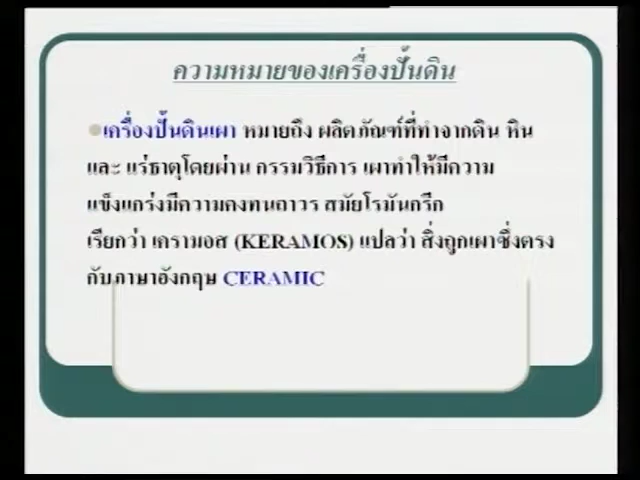 ความหมายของเครื่องปั้นดิน
เครื่องปั้นดินเผา หมายถึง ผลิตภัณฑ์ที่ทำจากดิน หิน
และ แร่ธาตุโดยผ่าน กรรมวิธีการ เผาทำให้มีความ
แข็งแกร่งมีความคงทนถาวร สมัยโรมันกรีก
เรียกว่า เครามอส (KERAMOS) แปลว่า สิ่งถูกเผาซึ่งตรง
กับภาษาอังกฤษ CERAMIC